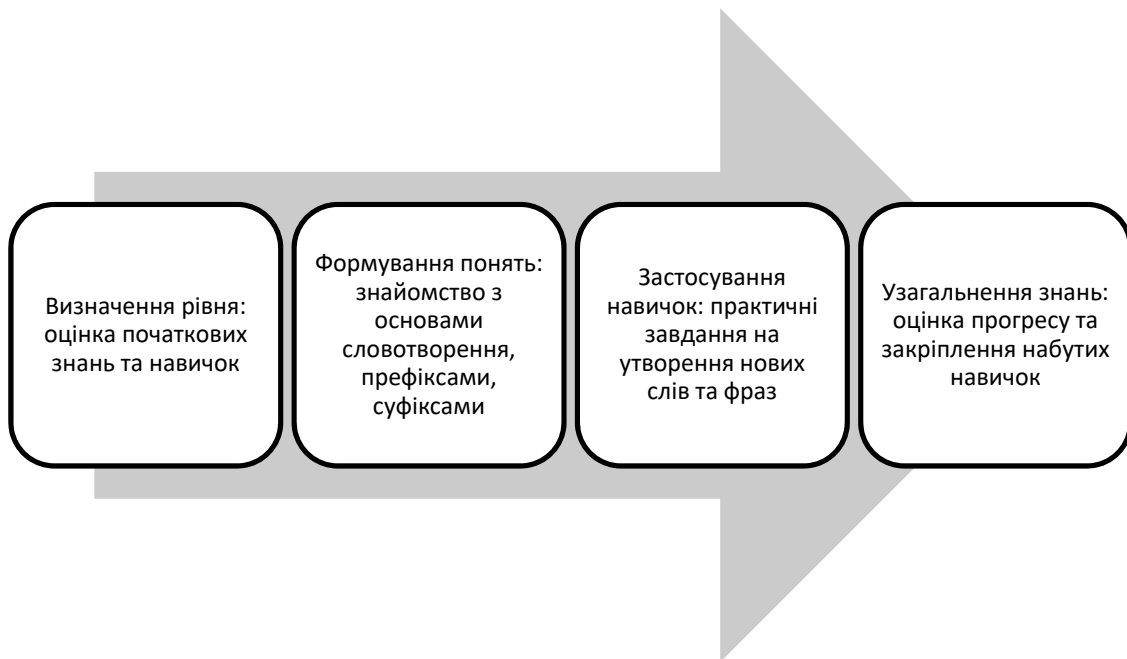 Визначення рівня:
оцінка початкових
знань та навичок
Формування понять:
знайомство з
основами
словотворення,
префіксами,
суфіксами
Застосування
навичок: практичні
завдання на
утворення нових
слів та фраз
Узагальнення знань:
оцінка прогресу та
закріплення набутих
навичок